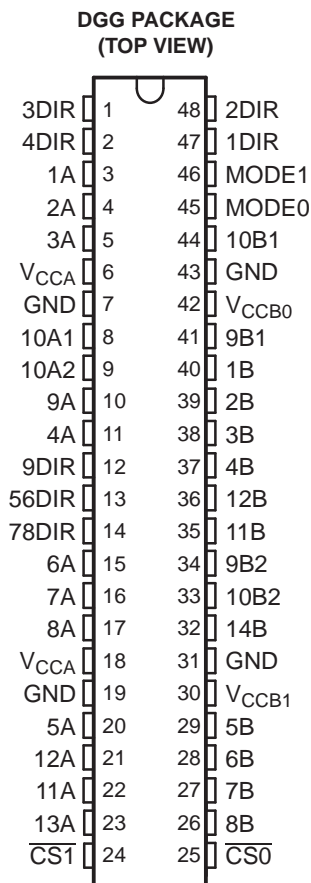 DGG PACKAGE
(TOP VIEW)
3DIR 1 48 2DIR
4DIR 2 47 1DIR
1A 3 46 MODE1
2A 4 45 MODE0
3A 5 44 10B1
VCCA 6 43 GND
GND 7 42 VCCB0
10A1 8 41 9B1
10A2 9 40 1B
9A 10 39 2B
4A 11 38 3B
9DIR 12 37 4B
56DIR 13 36 12B
78DIR 14 35 11B
6A 15 34 9B2
7A 16 33 10B2
8A 17 32 14B
VCCA 18 31 GND
GND 19 30 VCCB1
5A 20 29 5B
12A 21 28 6B
11A 22 27 7B
13A 23 26 8B
C̅S̅1̅ 24 25 C̅S̅0̅